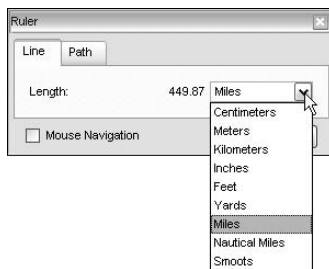 Ruler
Line Path
Length: 449.87 Miles
Centimeters
Meters
Mouse Navigation
Kilometers
Inches
Feet
Yards
Miles
Nautical Miles
Smoots